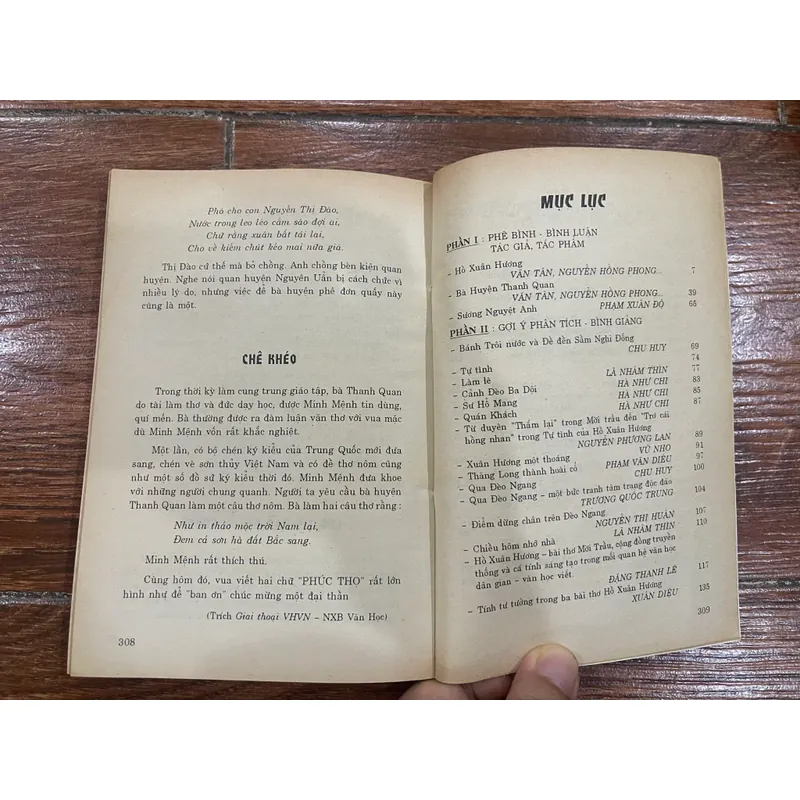 Phó cho con Nguyễn Thị Đào,
Nước trong leo lẻo cắm sào đợi ai,
Chữ rằng xuân bất tái lai,
Cho về kiếm chút kẻo mai nữa già.
Thị Đào cứ thế mà bỏ chồng. Anh chồng bèn kiện quan
huyện. Nghe nói quan huyện Nguyên Uẩn bị cách chức vì
nhiều lý do, nhưng việc để bà huyện phê đơn quấy này
cũng là một.
CHÊ KHÉO
Trong thời kỳ làm cung trung giáo tập, bà Thanh Quan
do tài làm thơ và đức dạy học, được Minh Mệnh tin dùng,
quí mến. Bà thường được ra đàm luận văn thơ với vua mặc
dù Minh Mệnh vốn rất khắc nghiệt.
Một lần, có bộ chén ký kiểu của Trung Quốc mới đưa
sang, chén vẽ sơn thủy Việt Nam và có đề thơ nôm cũng
như một số đồ sứ ký kiểu thời đó. Minh Mệnh đưa khoe
với những người chung quanh. Người ta yêu cầu bà huyện
Thanh Quan làm một câu thơ nôm. Bà làm hai câu thơ rằng :
Như in thảo mộc trời Nam lại,
Đem cả sơn hà đất Bắc sang.
Minh Mệnh rất thích thú.
Cùng hôm đó, vua viết hai chữ "PHÚC THỌ" rất lớn
hình như để "ban ơn" chúc mừng một đại thần
(Trích Giai thoại VHVN – NXB Văn Học)
308
MỤC LỤC
PHẦN I : PHÊ BÌNH - BÌNH LUẬN
TÁC GIẢ, TÁC PHẨM
– Hồ Xuân Hương
VĂN TÂN, NGUYỄN HỒNG PHONG... 7
– Bà Huyện Thanh Quan
VĂN TÂN, NGUYỄN HỒNG PHONG... 39
– Sương Nguyệt Anh PHẠM XUÂN ĐỘ 65
PHẦN II : GỢI Ý PHÂN TÍCH - BÌNH GIẢNG
– Bánh Trôi nước và Đề đền Sầm Nghi Đống
CHU HUY 69
74
– Tự tình LÃ NHÂM THÌN 77
– Làm lẽ HÀ NHƯ CHI 83
– Cảnh Đèo Ba Dội HÀ NHƯ CHI 85
– Sư Hổ Mang HÀ NHƯ CHI 87
– Quán Khách
– Từ duyên "Thắm lại" trong Mời trầu đến "Trơ cái
hồng nhan" trong Tự tình của Hồ Xuân Hương
NGUYỄN PHƯƠNG LAN 89
– Xuân Hương một thoáng VŨ NHO 91
– Thăng Long thành hoài cổ PHẠM VĂN DIÊU 97
– Qua Đèo Ngang CHU HUY 100
– Qua Đèo Ngang – một bức tranh tâm trạng độc đáo
TRƯƠNG QUỐC TRUNG 104
– Điểm dừng chân trên Đèo Ngang
NGUYỄN THỊ HUÂN 107
– Chiều hôm nhớ nhà LÃ NHÂM THÌN 110
– Hồ Xuân Hương – bài thơ Mời Trầu, cộng đồng truyền
thống và cá tính sáng tạo trong mối quan hệ văn học
dân gian – văn học viết.
ĐẶNG THANH LÊ 117
– Tính tư tưởng trong ba bài thơ Hồ Xuân Hương
XUÂN DIỆU 135
309